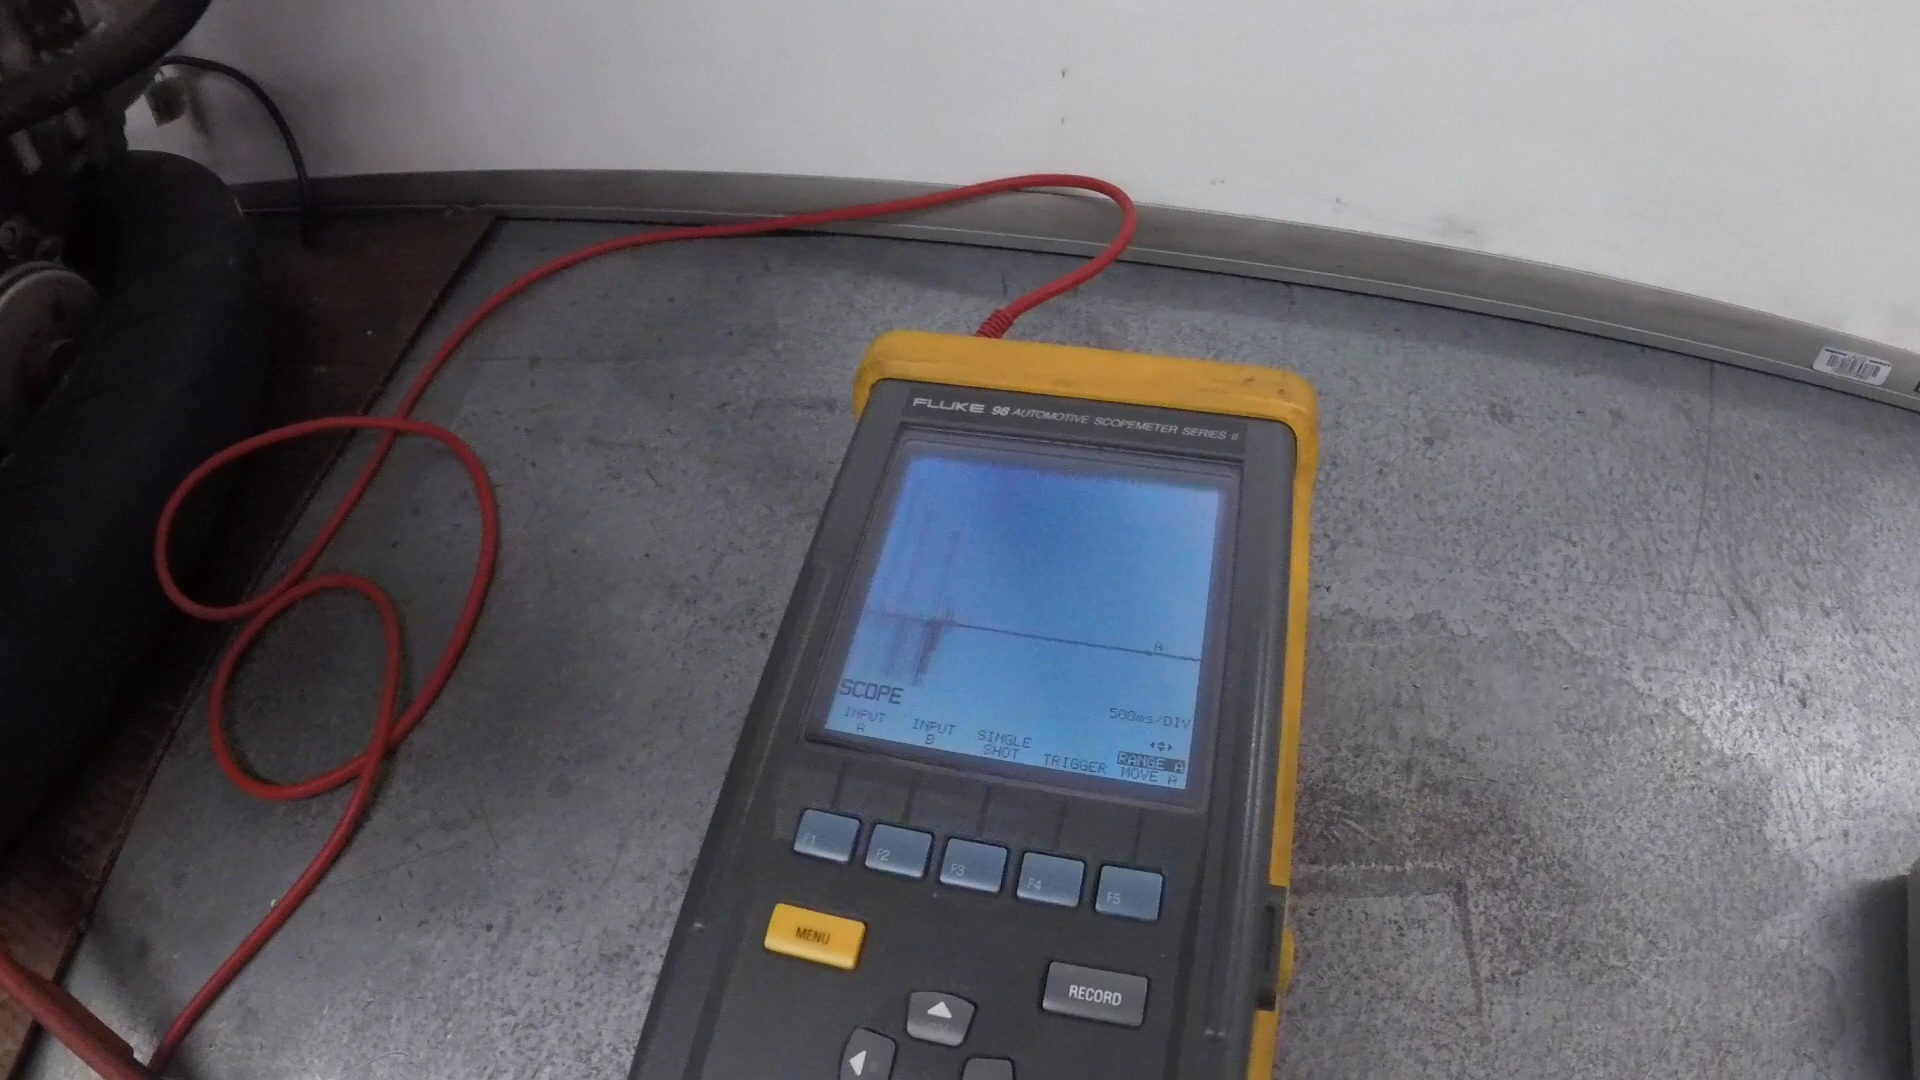 FLUKE 98 AUTOMOTIVE SCOPEMETER SERIES II
A
SCOPE
500ms/DIV
INPUT A
INPUT B
SINGLE SHOT
TRIGGER
RANGE A
MOVE A
F1
F2
F3
F4
F5
MENU
RECORD